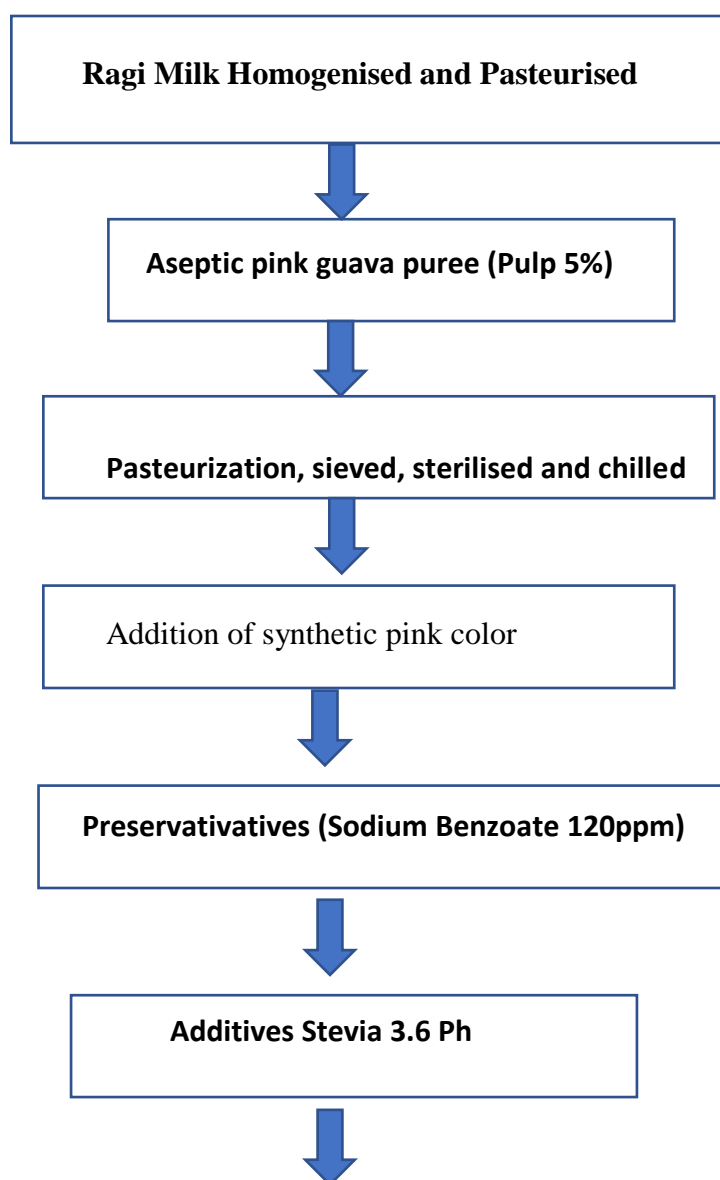 Ragi Milk Homogenised and Pasteurised
Aseptic pink guava puree (Pulp 5%)
Pasteurization, sieved, sterilised and chilled
Addition of synthetic pink color
Preservativatives (Sodium Benzoate 120ppm)
Additives Stevia 3.6 Ph